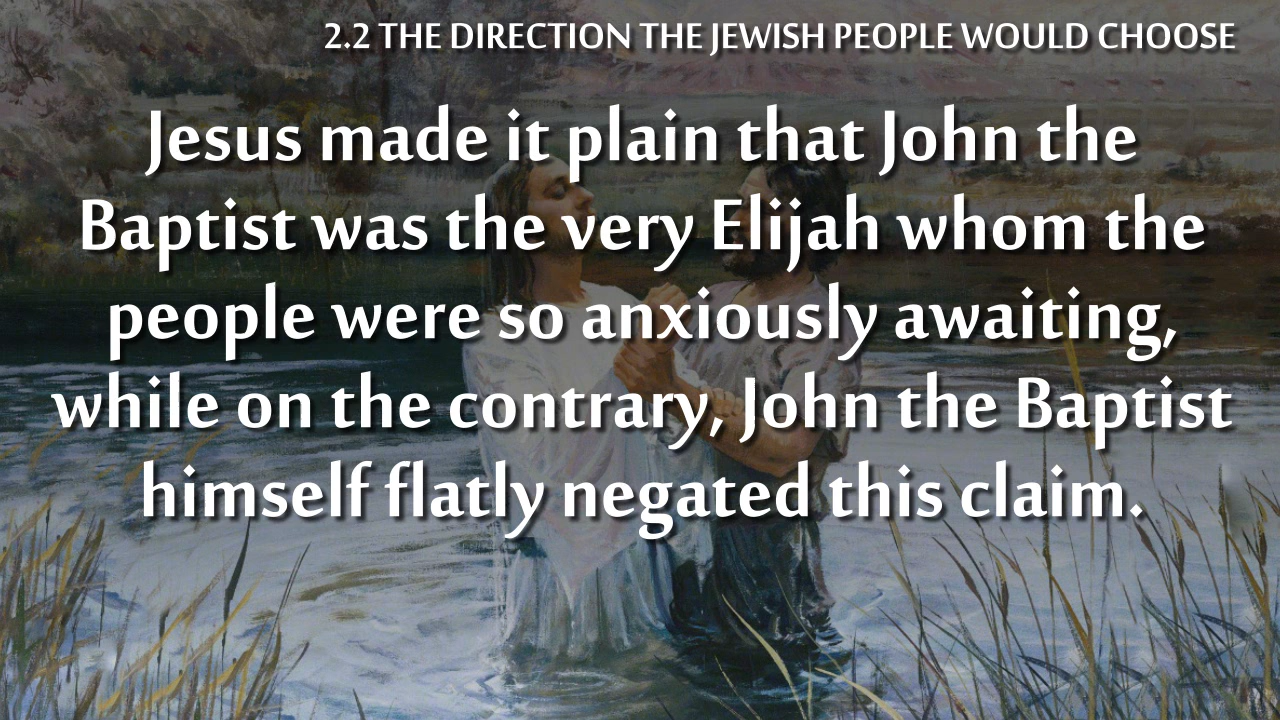 2.2 THE DIRECTION THE JEWISH PEOPLE WOULD CHOOSE
Jesus made it plain that John the
Baptist was the very Elijah whom the
people were so anxiously awaiting,
while on the contrary, John the Baptist
himself flatly negated this claim.